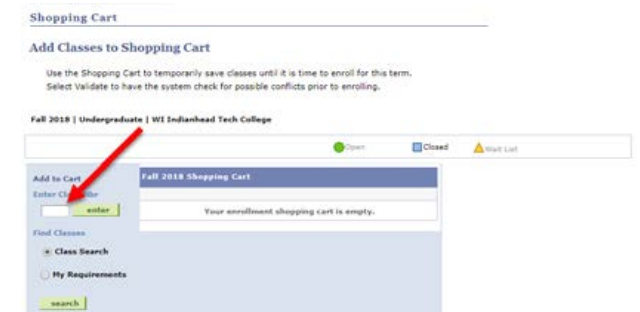 Shopping Cart
Add Classes to Shopping Cart
Use the Shopping Cart to temporarily save classes until it is time to enroll for this term.
Select Validate to have the system check for possible conflicts prior to enrolling.
Fall 2018 | Undergraduate | WI Indianhead Tech College
Open Closed Wait List
Add to Cart
Fall 2018 Shopping Cart
Enter Nbr
enter
Your enrollment shopping cart is empty.
Find Classes
Class Search
My Requirements
search